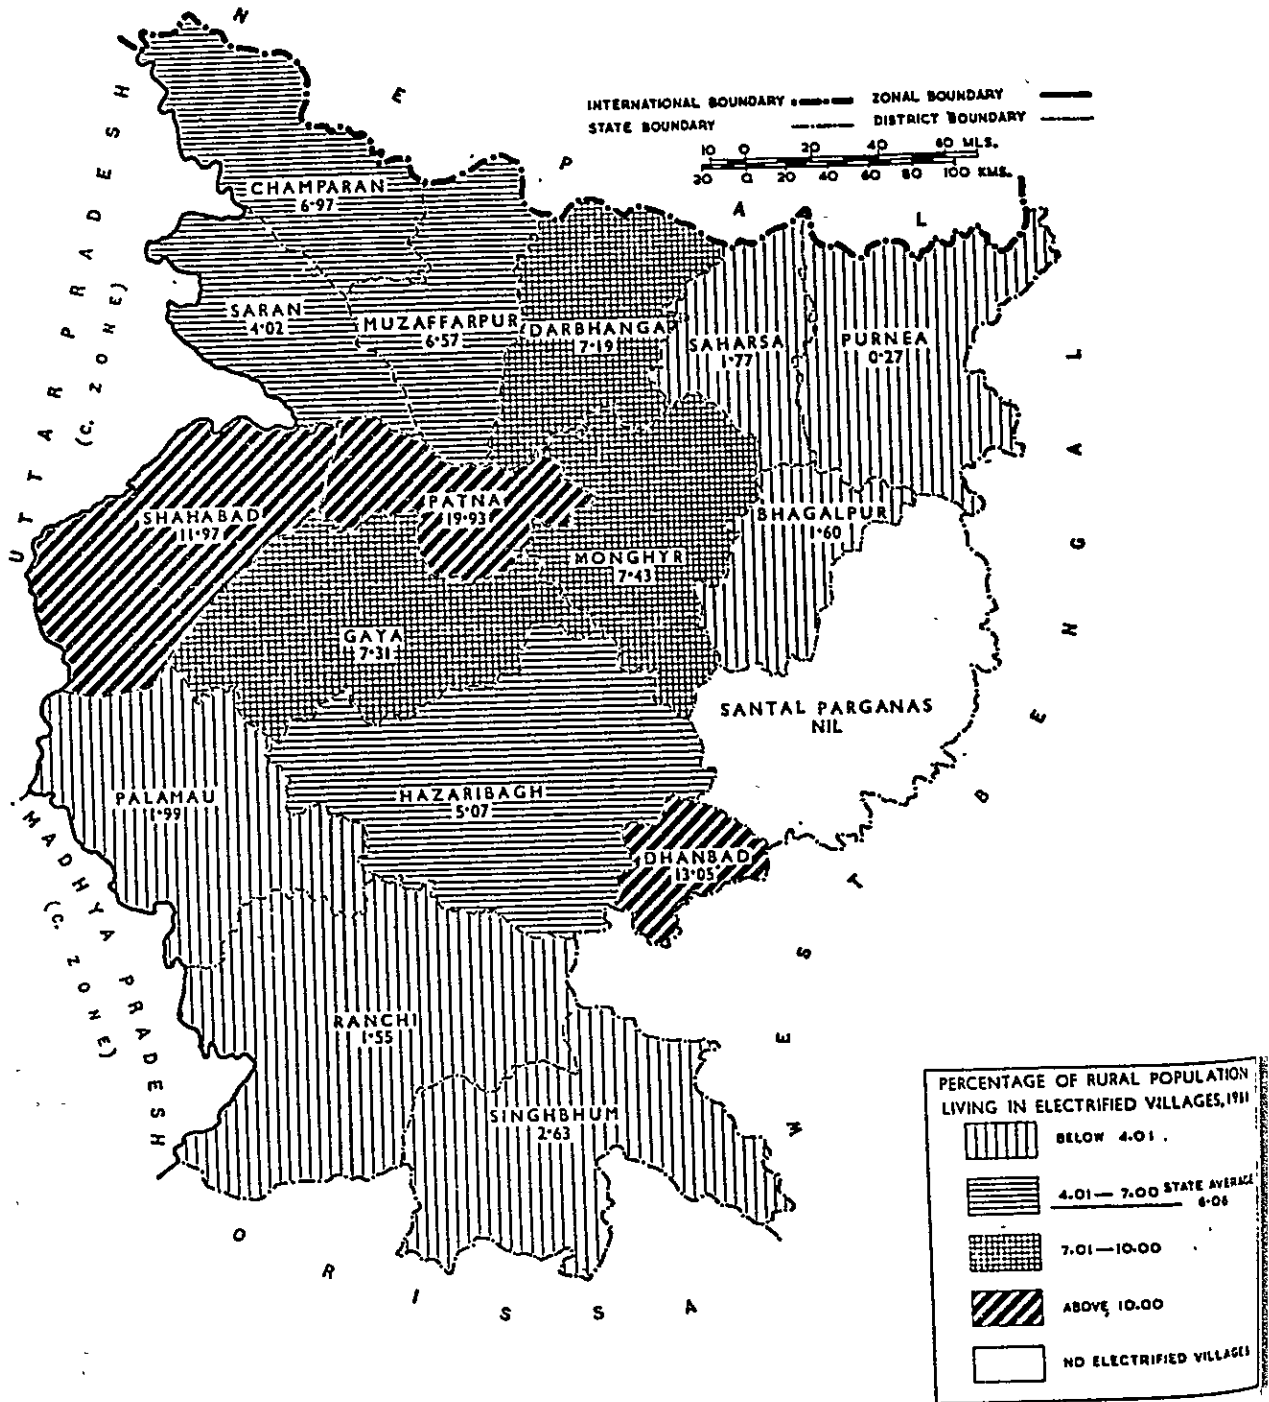 N E P A L
INTERNATIONAL BOUNDARY
ZONAL BOUNDARY
STATE BOUNDARY
DISTRICT BOUNDARY
10 0 20 40 60 MLS.
20 0 20 40 60 80 100 KMS.
UTTAR PRADESH
(C. ZONE)
CHAMPARAN
6·97
SARAN
4·02
MUZAFFARPUR
6·57
DARBHANGA
7·19
SAHARSA
1·77
PURNEA
0·27
SHAHABAD
11·97
PATNA
19·93
BHAGALPUR
1·60
MONGHYR
7·43
GAYA
7·31
SANTAL PARGANAS
NIL
PALAMAU
1·99
HAZARIBAGH
5·07
DHANBAD
13·05
MADHYA PRADESH
(C. ZONE)
RANCHI
1·55
SINGHBHUM
2·63
WEST BENGAL
ORISSA
PERCENTAGE OF RURAL POPULATION
LIVING IN ELECTRIFIED VILLAGES,
BELOW 4.01
4.01—7.00 STATE AVERAGE
6·06
7.01—10.00
ABOVE 10.00
NO ELECTRIFIED VILLAGES